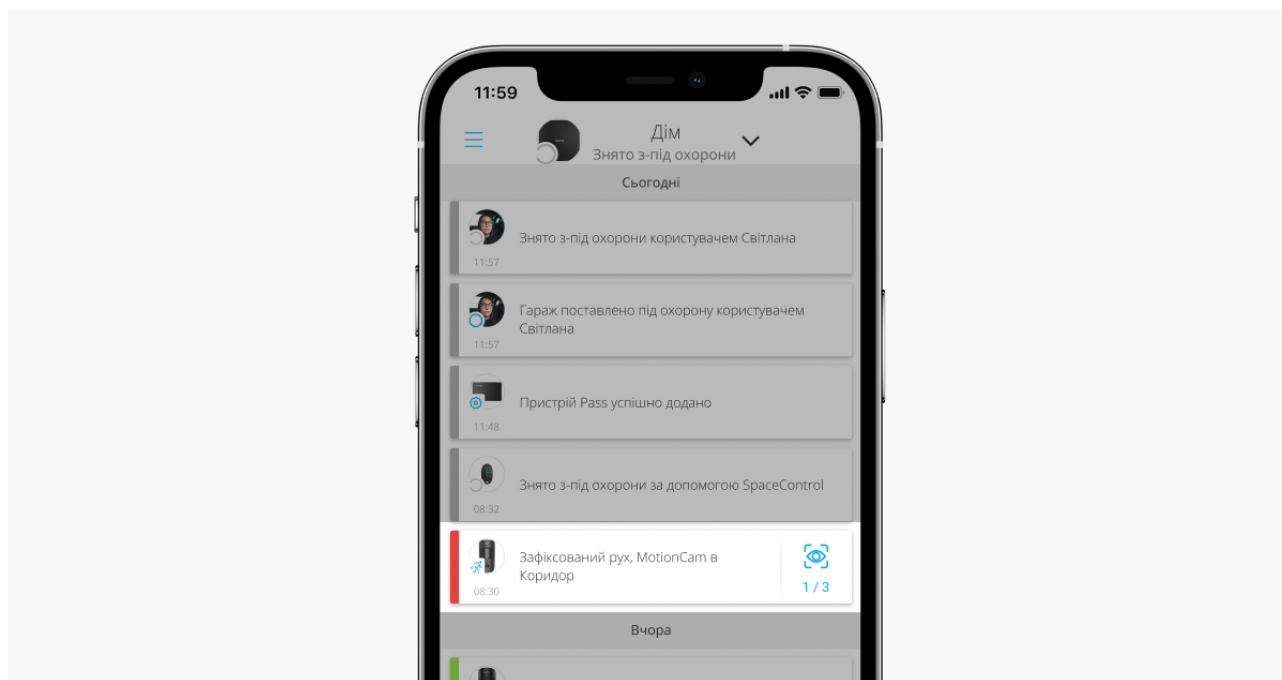 11:59
Дім
Знято з-під охорони
Сьогодні
Знято з-під охорони користувачем Світлана
11:57
Гараж поставлено під охорону користувачем
Світлана
11:57
Пристрій Pass успішно додано
11:48
Знято з-під охорони за допомогою SpaceControl
08:32
Зафіксований рух, MotionCam в
Коридор
08:30
1 / 3
Вчора